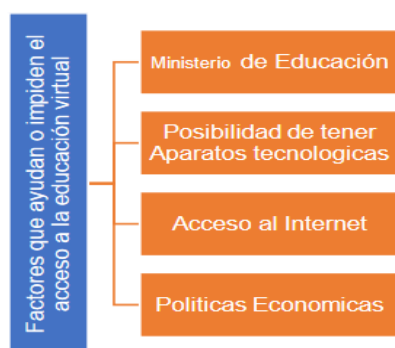 Factores que ayudan o impiden el
acceso a la educación virtual
Ministerio de Educación
Posibilidad de tener
Aparatos tecnologicas
Acceso al Internet
Politicas Economicas